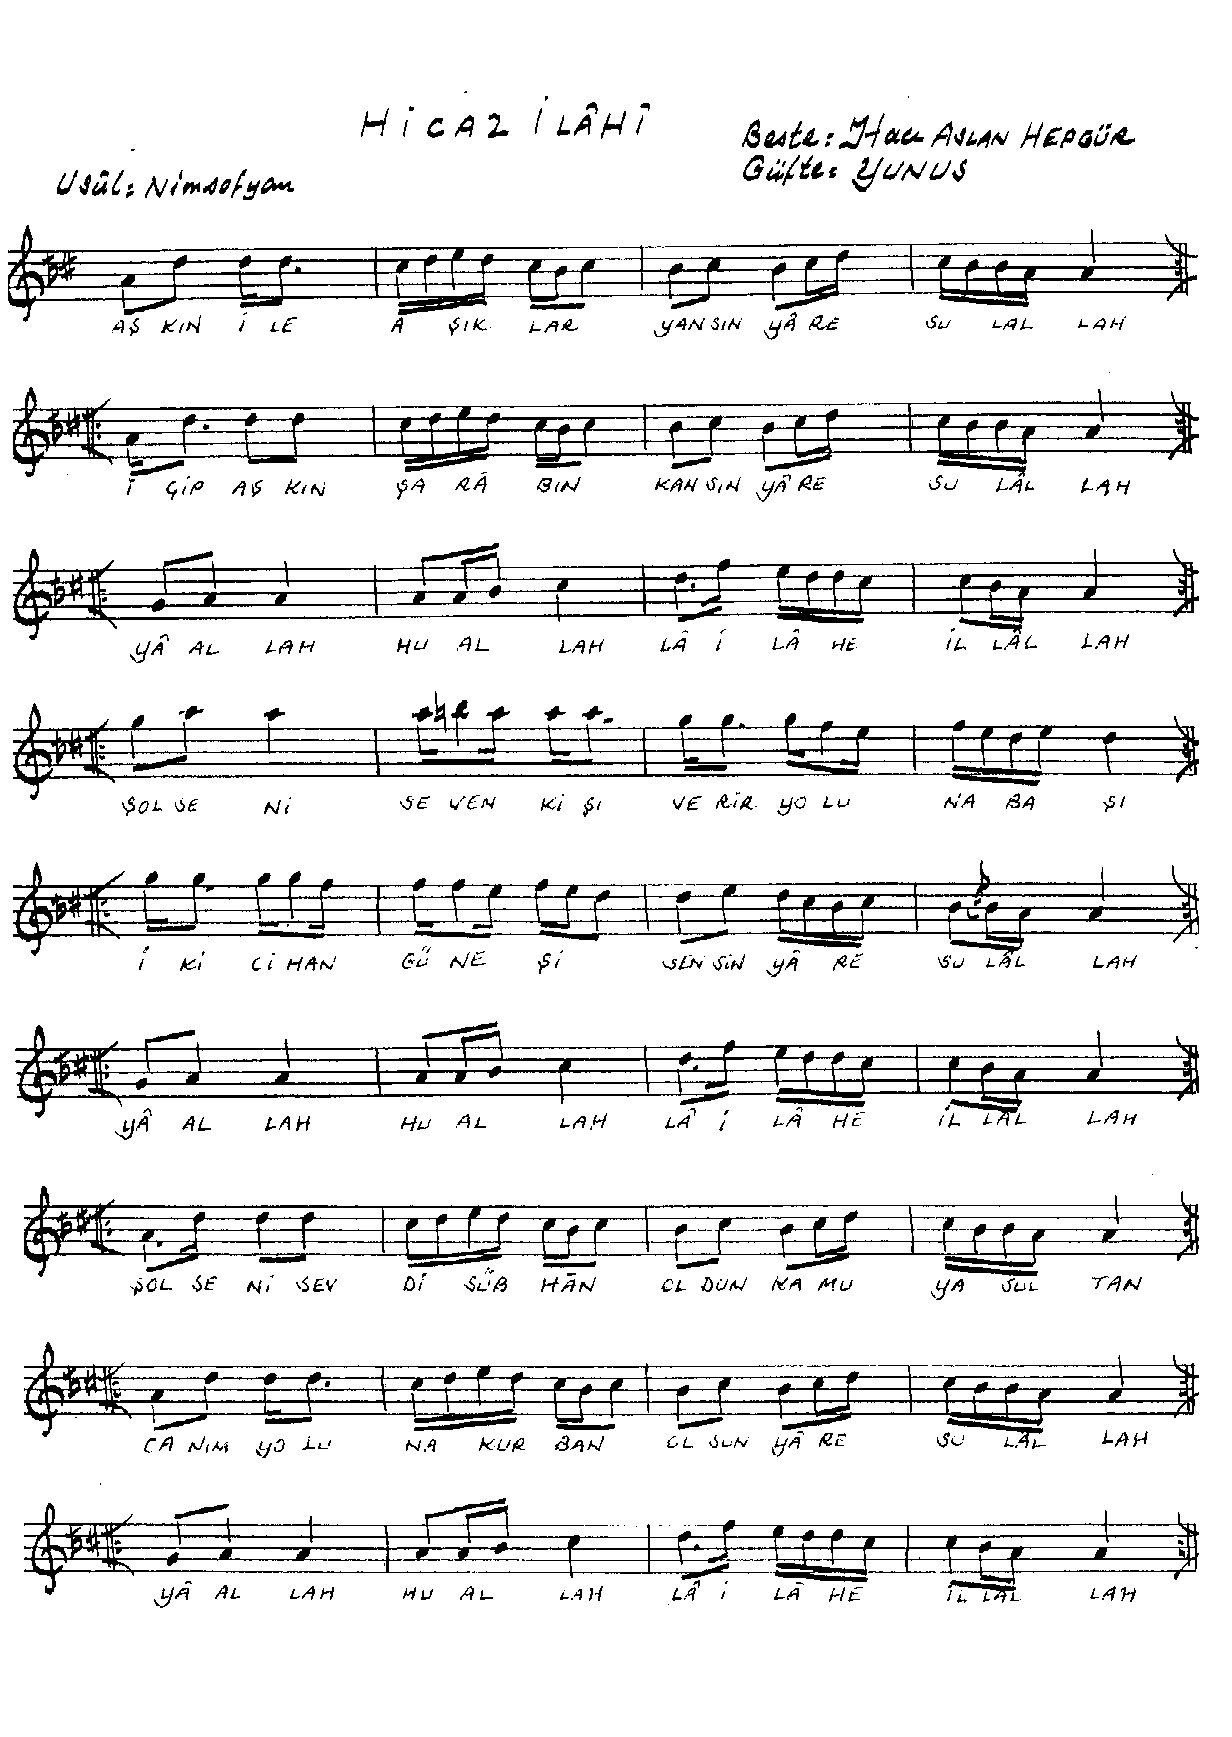 HİCAZ İLÂHÎ
Beste: Hacı ASLAN HEPGÜR
Güfte: YUNUS
Usûl: Nimsofyan
AŞ KIN İ LE A ŞIK LAR YAN SIN YÂ RE SU LAL LAH
İ ÇİP AŞ KIN ŞA RÂ BIN KAN SIN YÂ RE SU LÂL LAH
YÂ AL LAH HU AL LAH LÂ İ LÂ HE İL LÂL LAH
ŞOL SE Nİ SE VEN Kİ Şİ VE RİR YO LU NA BA ŞI
İ Kİ CİHAN GÜ NE Şİ SEN SİN YÂ RE SU LÂL LAH
YÂ AL LAH HU AL LAH LÂ İ LÂ HE İL LÂL LAH
ŞOL SE Nİ SEV Dİ SÜB HÂN OL DUN KA MU YA SUL TAN
CA NIM YO LU NA KUR BAN OL SUN YÂ RE SU LÂL LAH
YÂ AL LAH HU AL LAH LÂ İ LÂ HE İL LÂL LAH